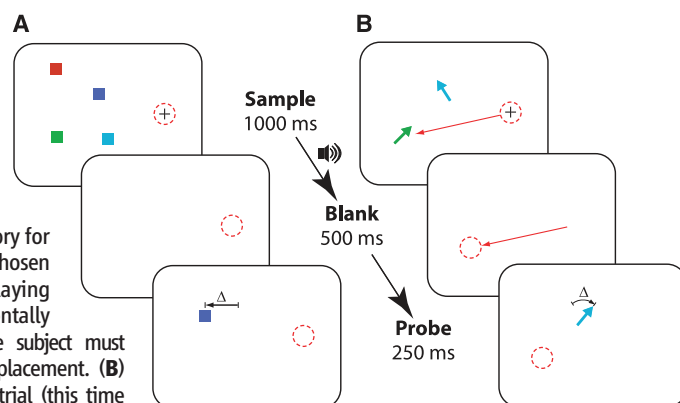 A
B
Sample
1000 ms
Blank
500 ms
Probe
250 ms
Δ
Δ
ory for
hosen
laying
ntally
e subject must
placement. (B)
trial (this time